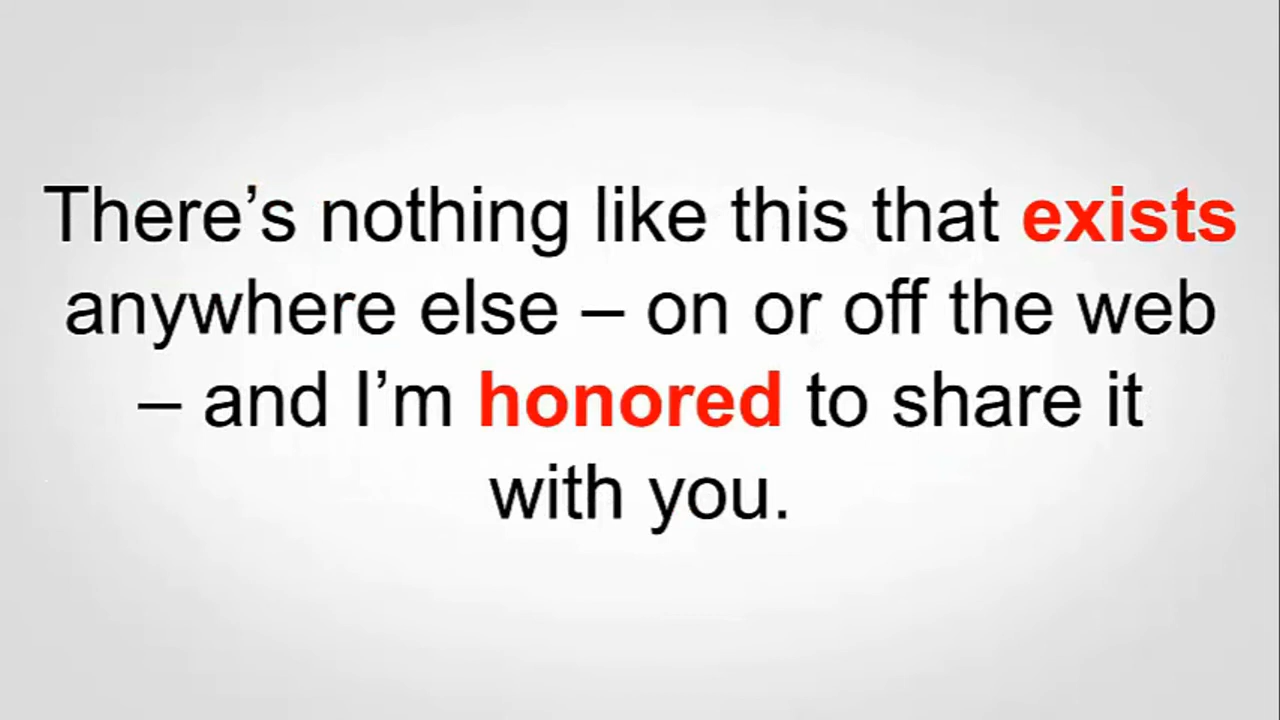 There’s nothing like this that exists
anywhere else – on or off the web
– and I’m honored to share it
with you.